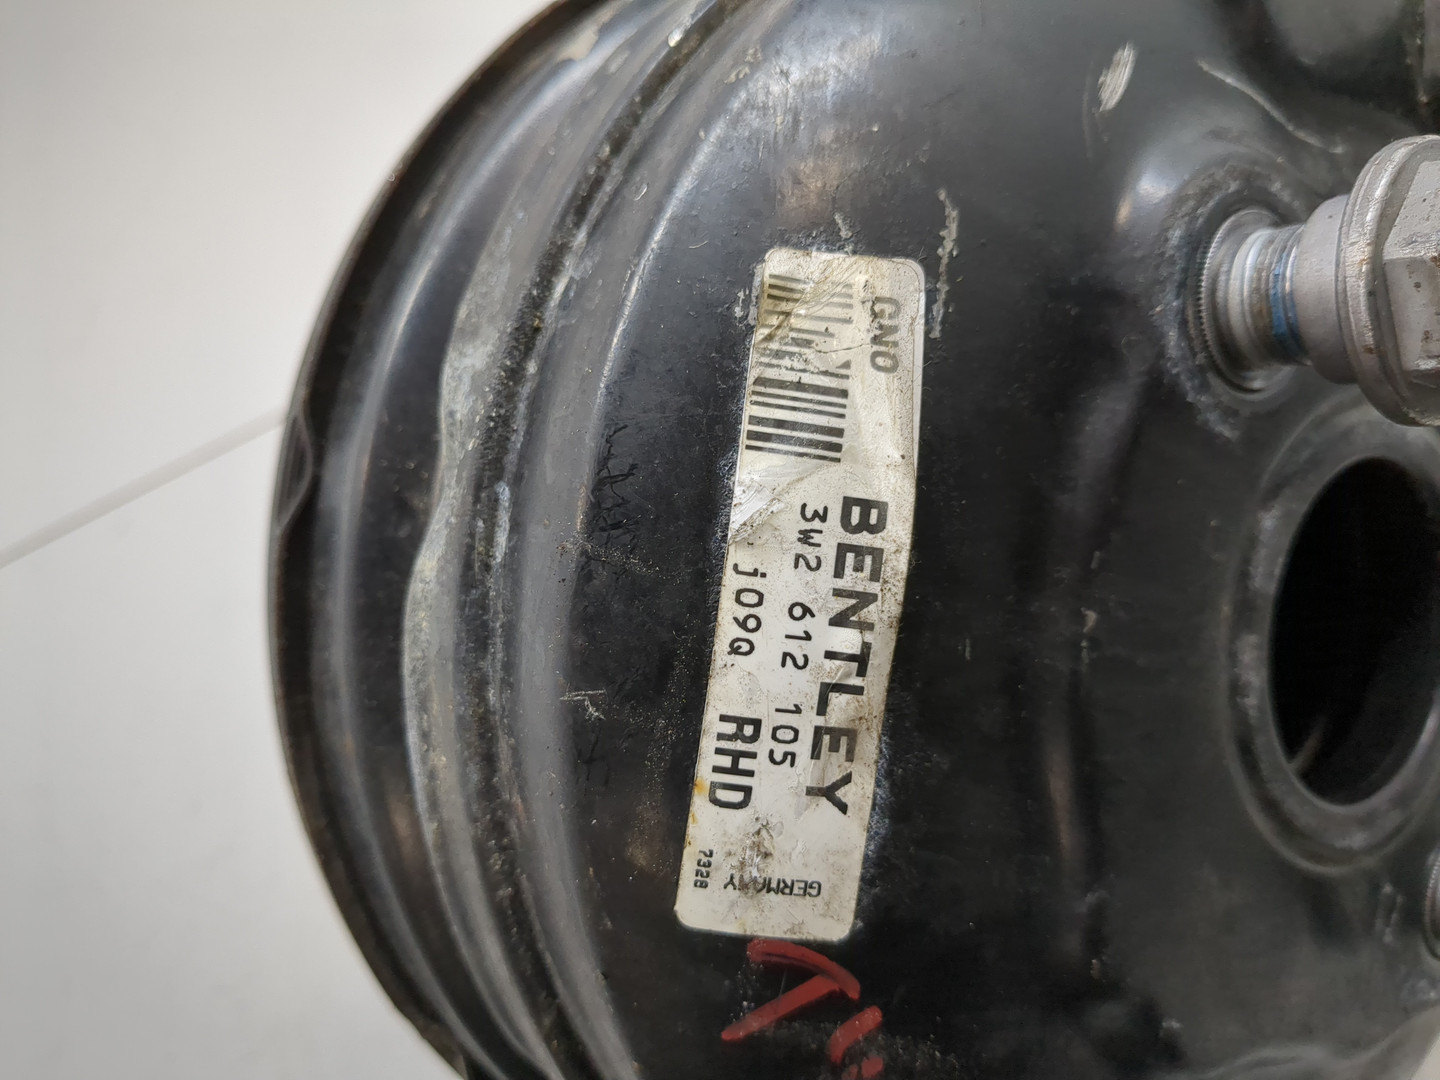 GNO
BENTLEY
3W2 612 105
j09Q RHD
GERMANY
7328